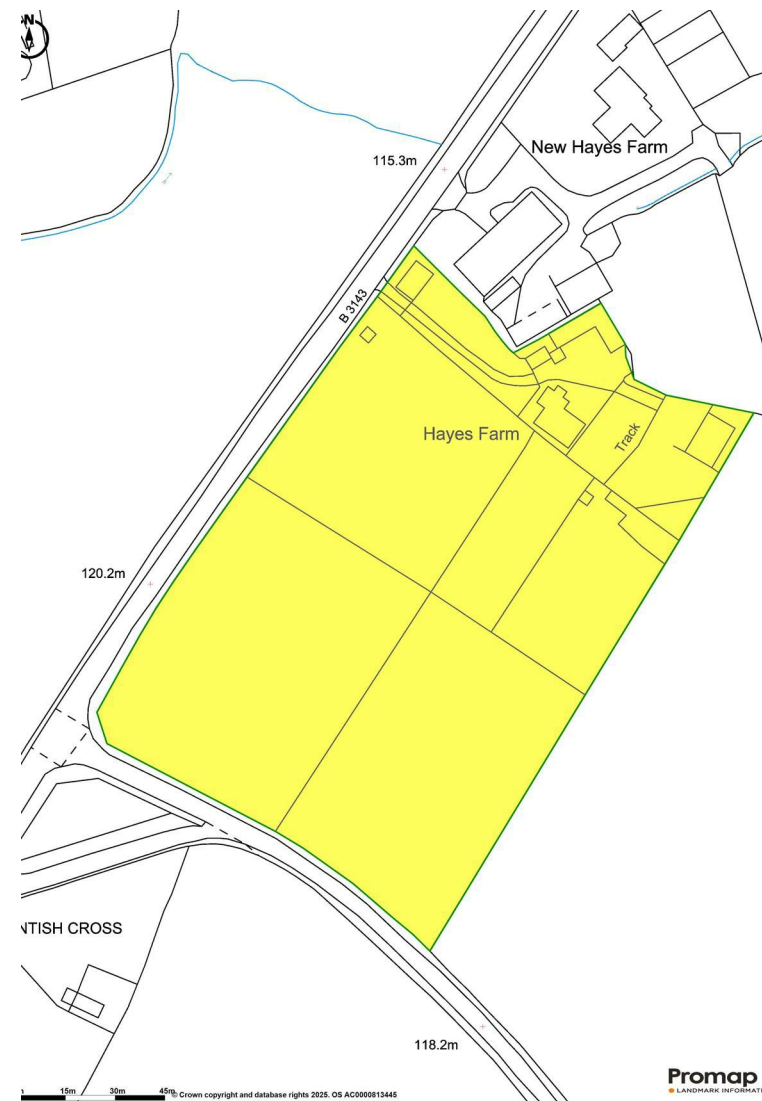 N
115.3m
New Hayes Farm
B 3143
Hayes Farm
Track
120.2m
NTISH CROSS
118.2m
15m 30m 45m
© Crown copyright and database rights 2025. OS AC0000813445
Promap
LANDMARK INFORMATI